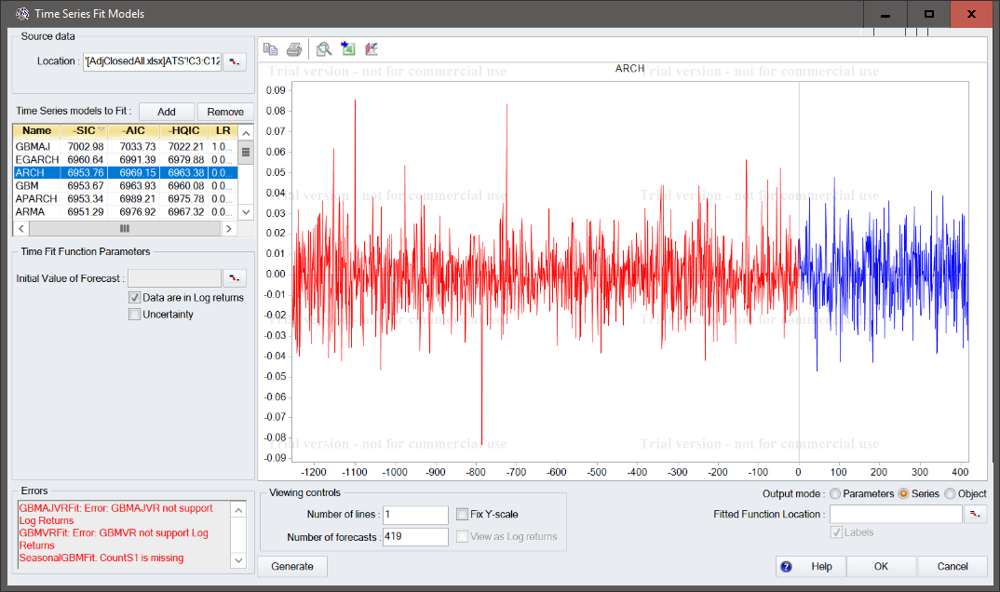 Time Series Fit Models
Source data
Location : '[AdjClosedAll.xlsx]ATS'!C3:C12
Time Series models to Fit : Add Remove
Name -SIC -AIC -HQIC LR
GBMAJ 7002.98 7033.73 7022.21 1.0...
EGARCH 6960.64 6991.39 6979.88 0.0...
ARCH 6953.76 6969.15 6963.38 0.0...
GBM 6953.67 6963.93 6960.08 0.0...
APARCH 6953.34 6989.21 6975.78 0.0...
ARMA 6951.29 6976.92 6967.32 0.0...
Time Fit Function Parameters
Initial Value of Forecast :
Data are in Log returns
Uncertainty
Errors
GBMAJVRFit: Error: GBMAJVR not support
Log Returns
GBMVRFit: Error: GBMVR not support Log
Returns
SeasonalGBMFit: CountS1 is missing
Trial version - not for commercial use Trial version - not for commercial use
ARCH
0.09
0.08
0.07
0.06
0.05
0.04
0.03
0.02
0.01
0.00
-0.01
-0.02
-0.03
-0.04
-0.05
-0.06
-0.07
-0.08
-0.09
Trial version - not for commercial use Trial version - not for commercial use
Trial version - not for commercial use Trial version - not for commercial use
Trial version - not for commercial use Trial version - not for commercial use
-1200 -1100 -1000 -900 -800 -700 -600 -500 -400 -300 -200 -100 0 100 200 300 400
Viewing controls
Number of lines : 1 Fix Y-scale
Number of forecasts : 419 View as Log returns
Generate
Output mode : Parameters Series Object
Fitted Function Location :
Labels
Help OK Cancel